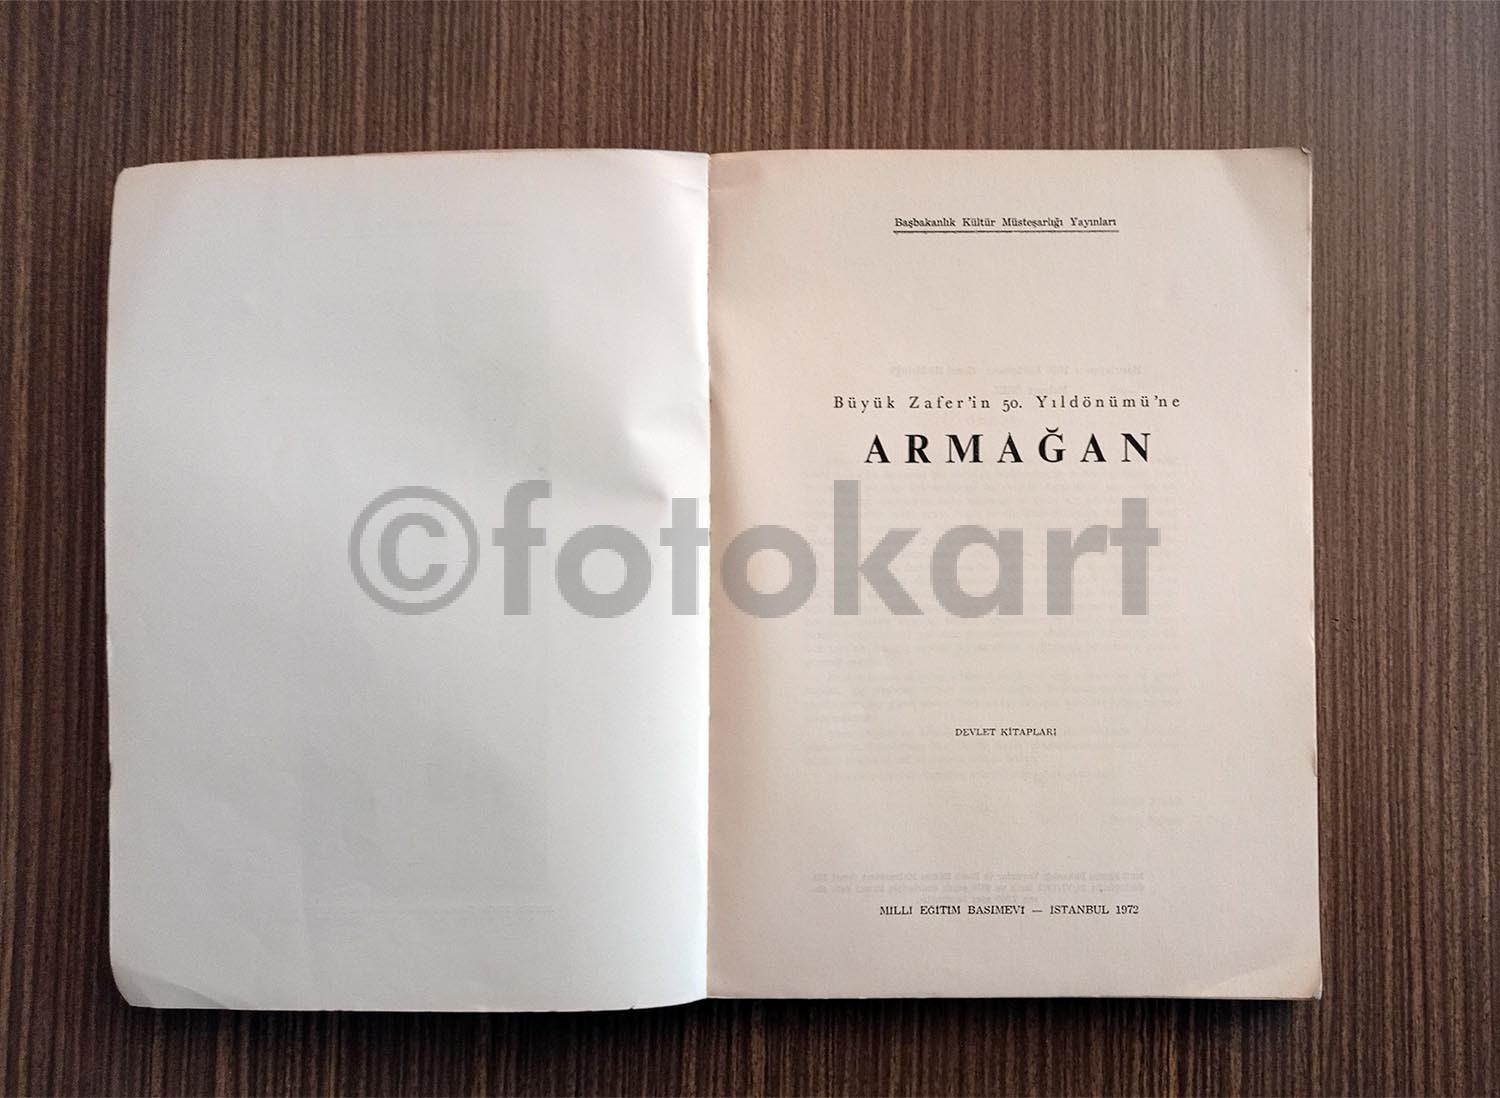 Başbakanlık Kültür Müsteşarlığı Yayınları
Büyük Zafer'in 50. Yıldönümü'ne
ARMAĞAN
©fotokart
DEVLET KİTAPLARI
MİLLİ EĞİTİM BASIMEVİ — İSTANBUL 1972